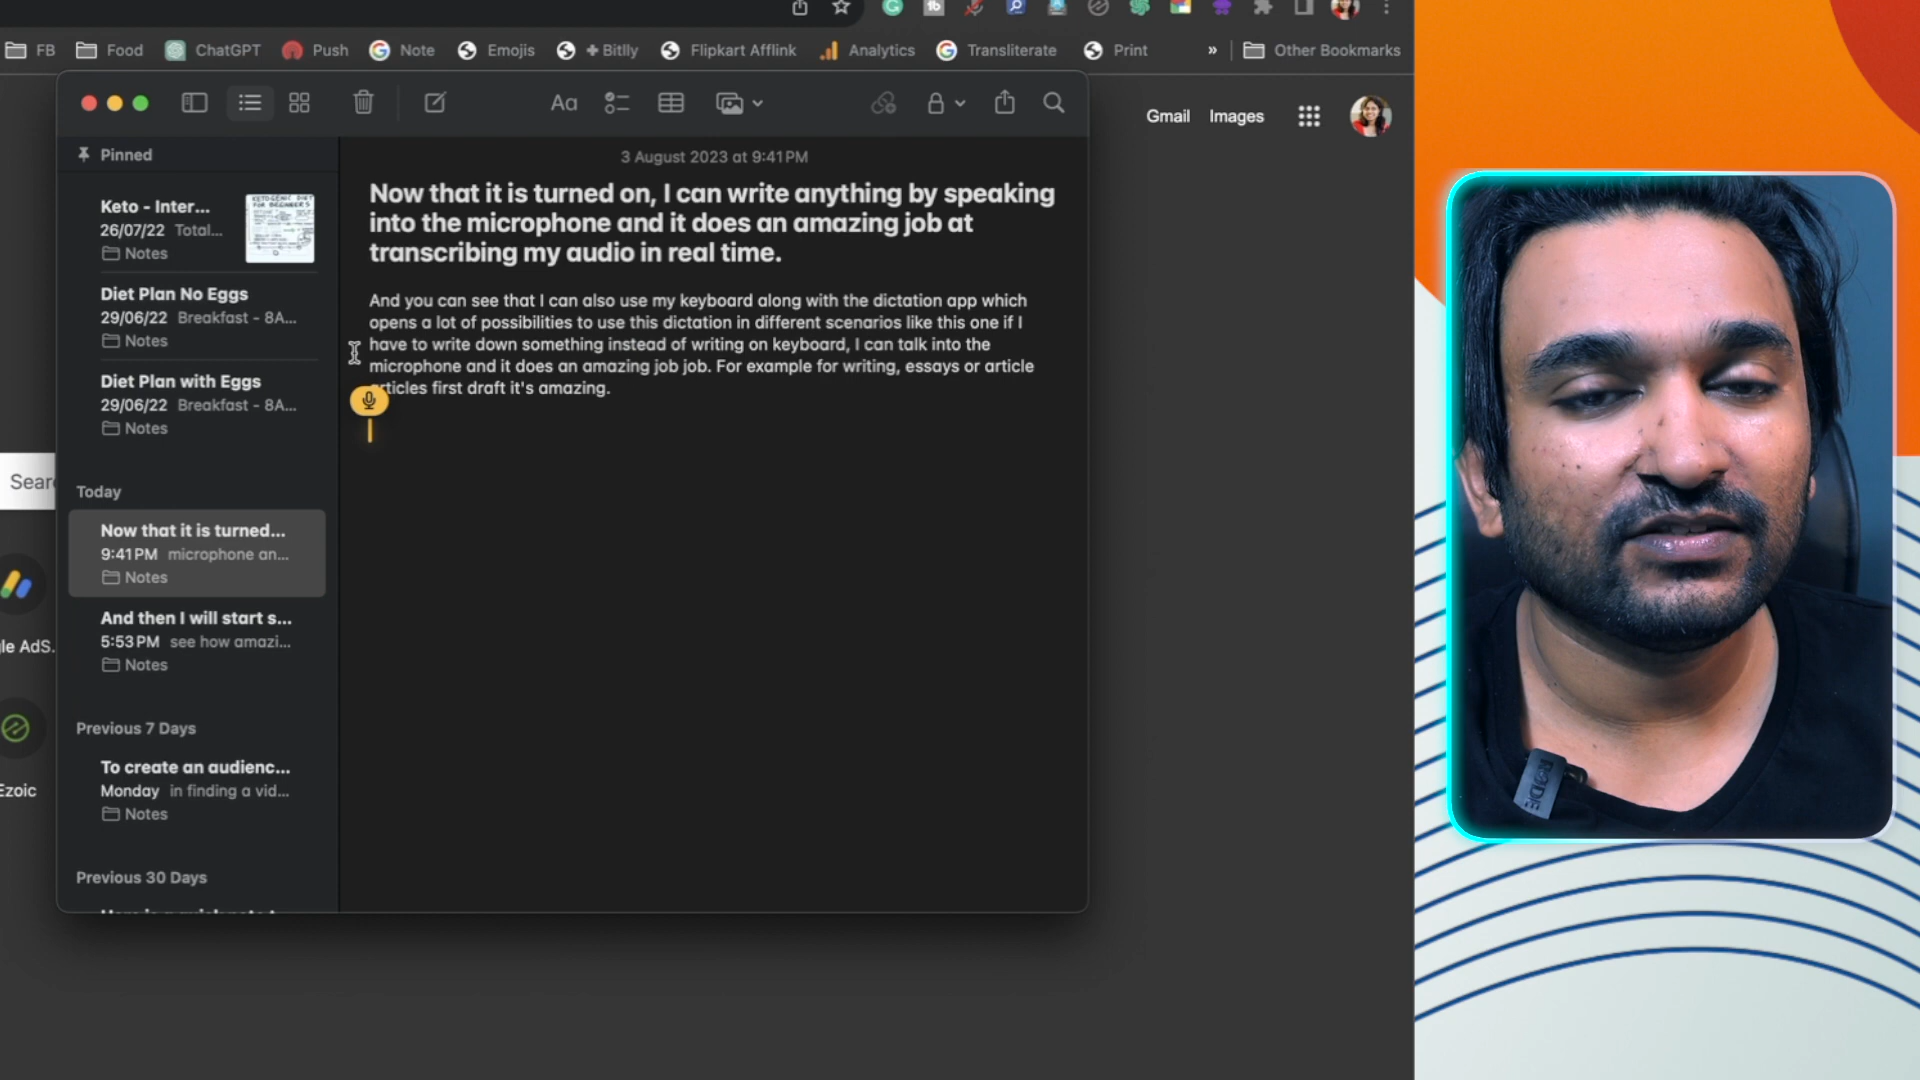 FB
Food
ChatGPT
Push
Note
Emojis
+ Bitlly
Flipkart Afflink
Analytics
Transliterate
Print
»
Other Bookmarks
Gmail
Images
Aa
Pinned
Keto - Inter...
26/07/22 Total...
Notes
KETOGENIC DIET
FOR BEGINNERS
Diet Plan No Eggs
29/06/22 Breakfast - 8A...
Notes
Diet Plan with Eggs
29/06/22 Breakfast - 8A...
Notes
Today
Now that it is turned...
9:41 PM microphone an...
Notes
And then I will start s...
5:53 PM see how amazi...
Notes
Previous 7 Days
To create an audienc...
Monday in finding a vid...
Notes
Previous 30 Days
3 August 2023 at 9:41 PM
Now that it is turned on, I can write anything by speaking
into the microphone and it does an amazing job at
transcribing my audio in real time.
And you can see that I can also use my keyboard along with the dictation app which
opens a lot of possibilities to use this dictation in different scenarios like this one if I
have to write down something instead of writing on keyboard, I can talk into the
microphone and it does an amazing job job. For example for writing, essays or article
articles first draft it's amazing.
Sear
le AdS.
Ezoic
RØDE